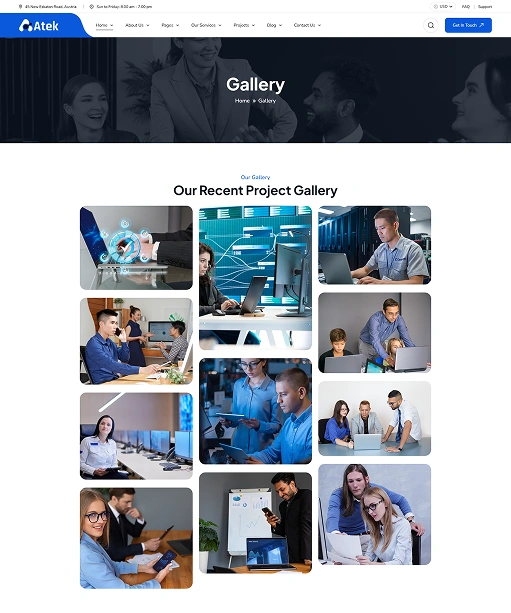 45 New Eskaton Road, Austria
Sun to Friday: 8.00 am - 7.00 pm
USD
FAQ
Support
Atek
Home
About Us
Pages
Our Services
Projects
Blog
Contact Us
Get In Touch
Gallery
Home » Gallery
Our Gallery
Our Recent Project Gallery